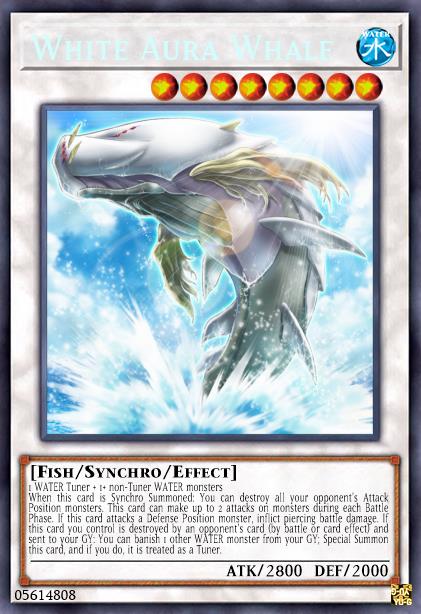 White Aura Whale
WATER
水
[Fish/Synchro/Effect]
1 WATER Tuner + 1+ non-Tuner WATER monsters
When this card is Synchro Summoned: You can destroy all your opponent's Attack
Position monsters. This card can make up to 2 attacks on monsters during each Battle
Phase. If this card attacks a Defense Position monster, inflict piercing battle damage. If
this card you control is destroyed by an opponent's card (by battle or card effect) and
sent to your GY: You can banish 1 other WATER monster from your GY; Special Summon
this card, and if you do, it is treated as a Tuner.
ATK/2800 DEF/2000
05614808